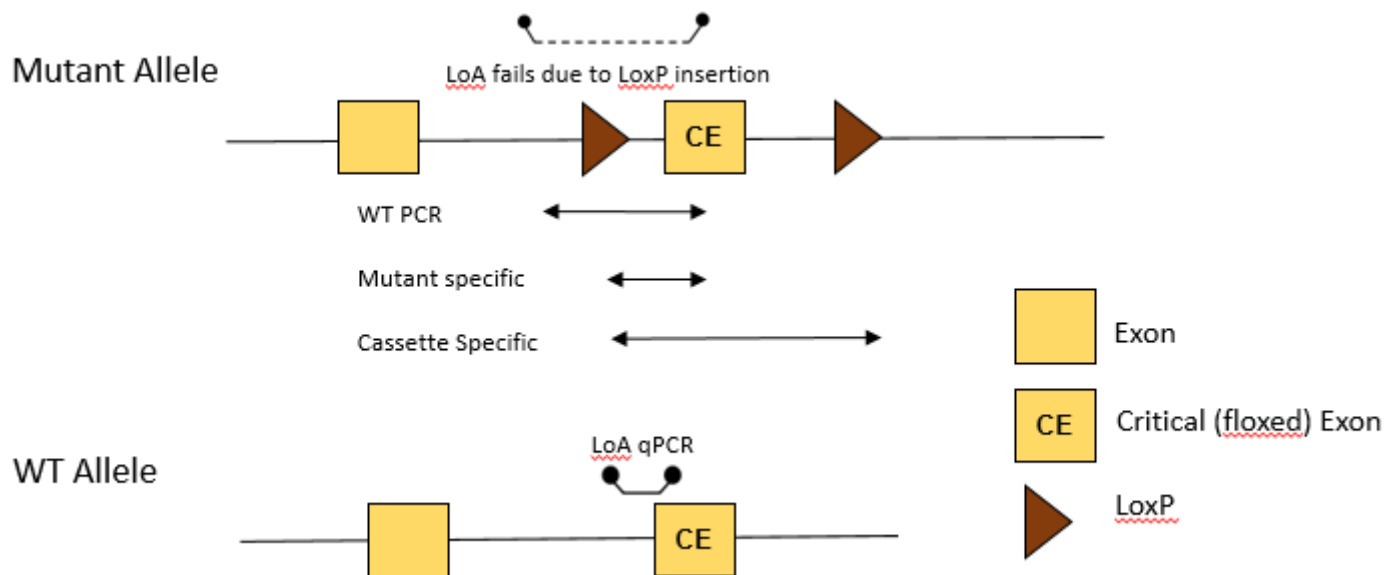 Mutant Allele
LoA fails due to LoxP insertion
CE
WT PCR
Mutant specific
Cassette Specific
Exon
CE
Critical (floxed) Exon
LoxP
WT Allele
LoA qPCR
CE